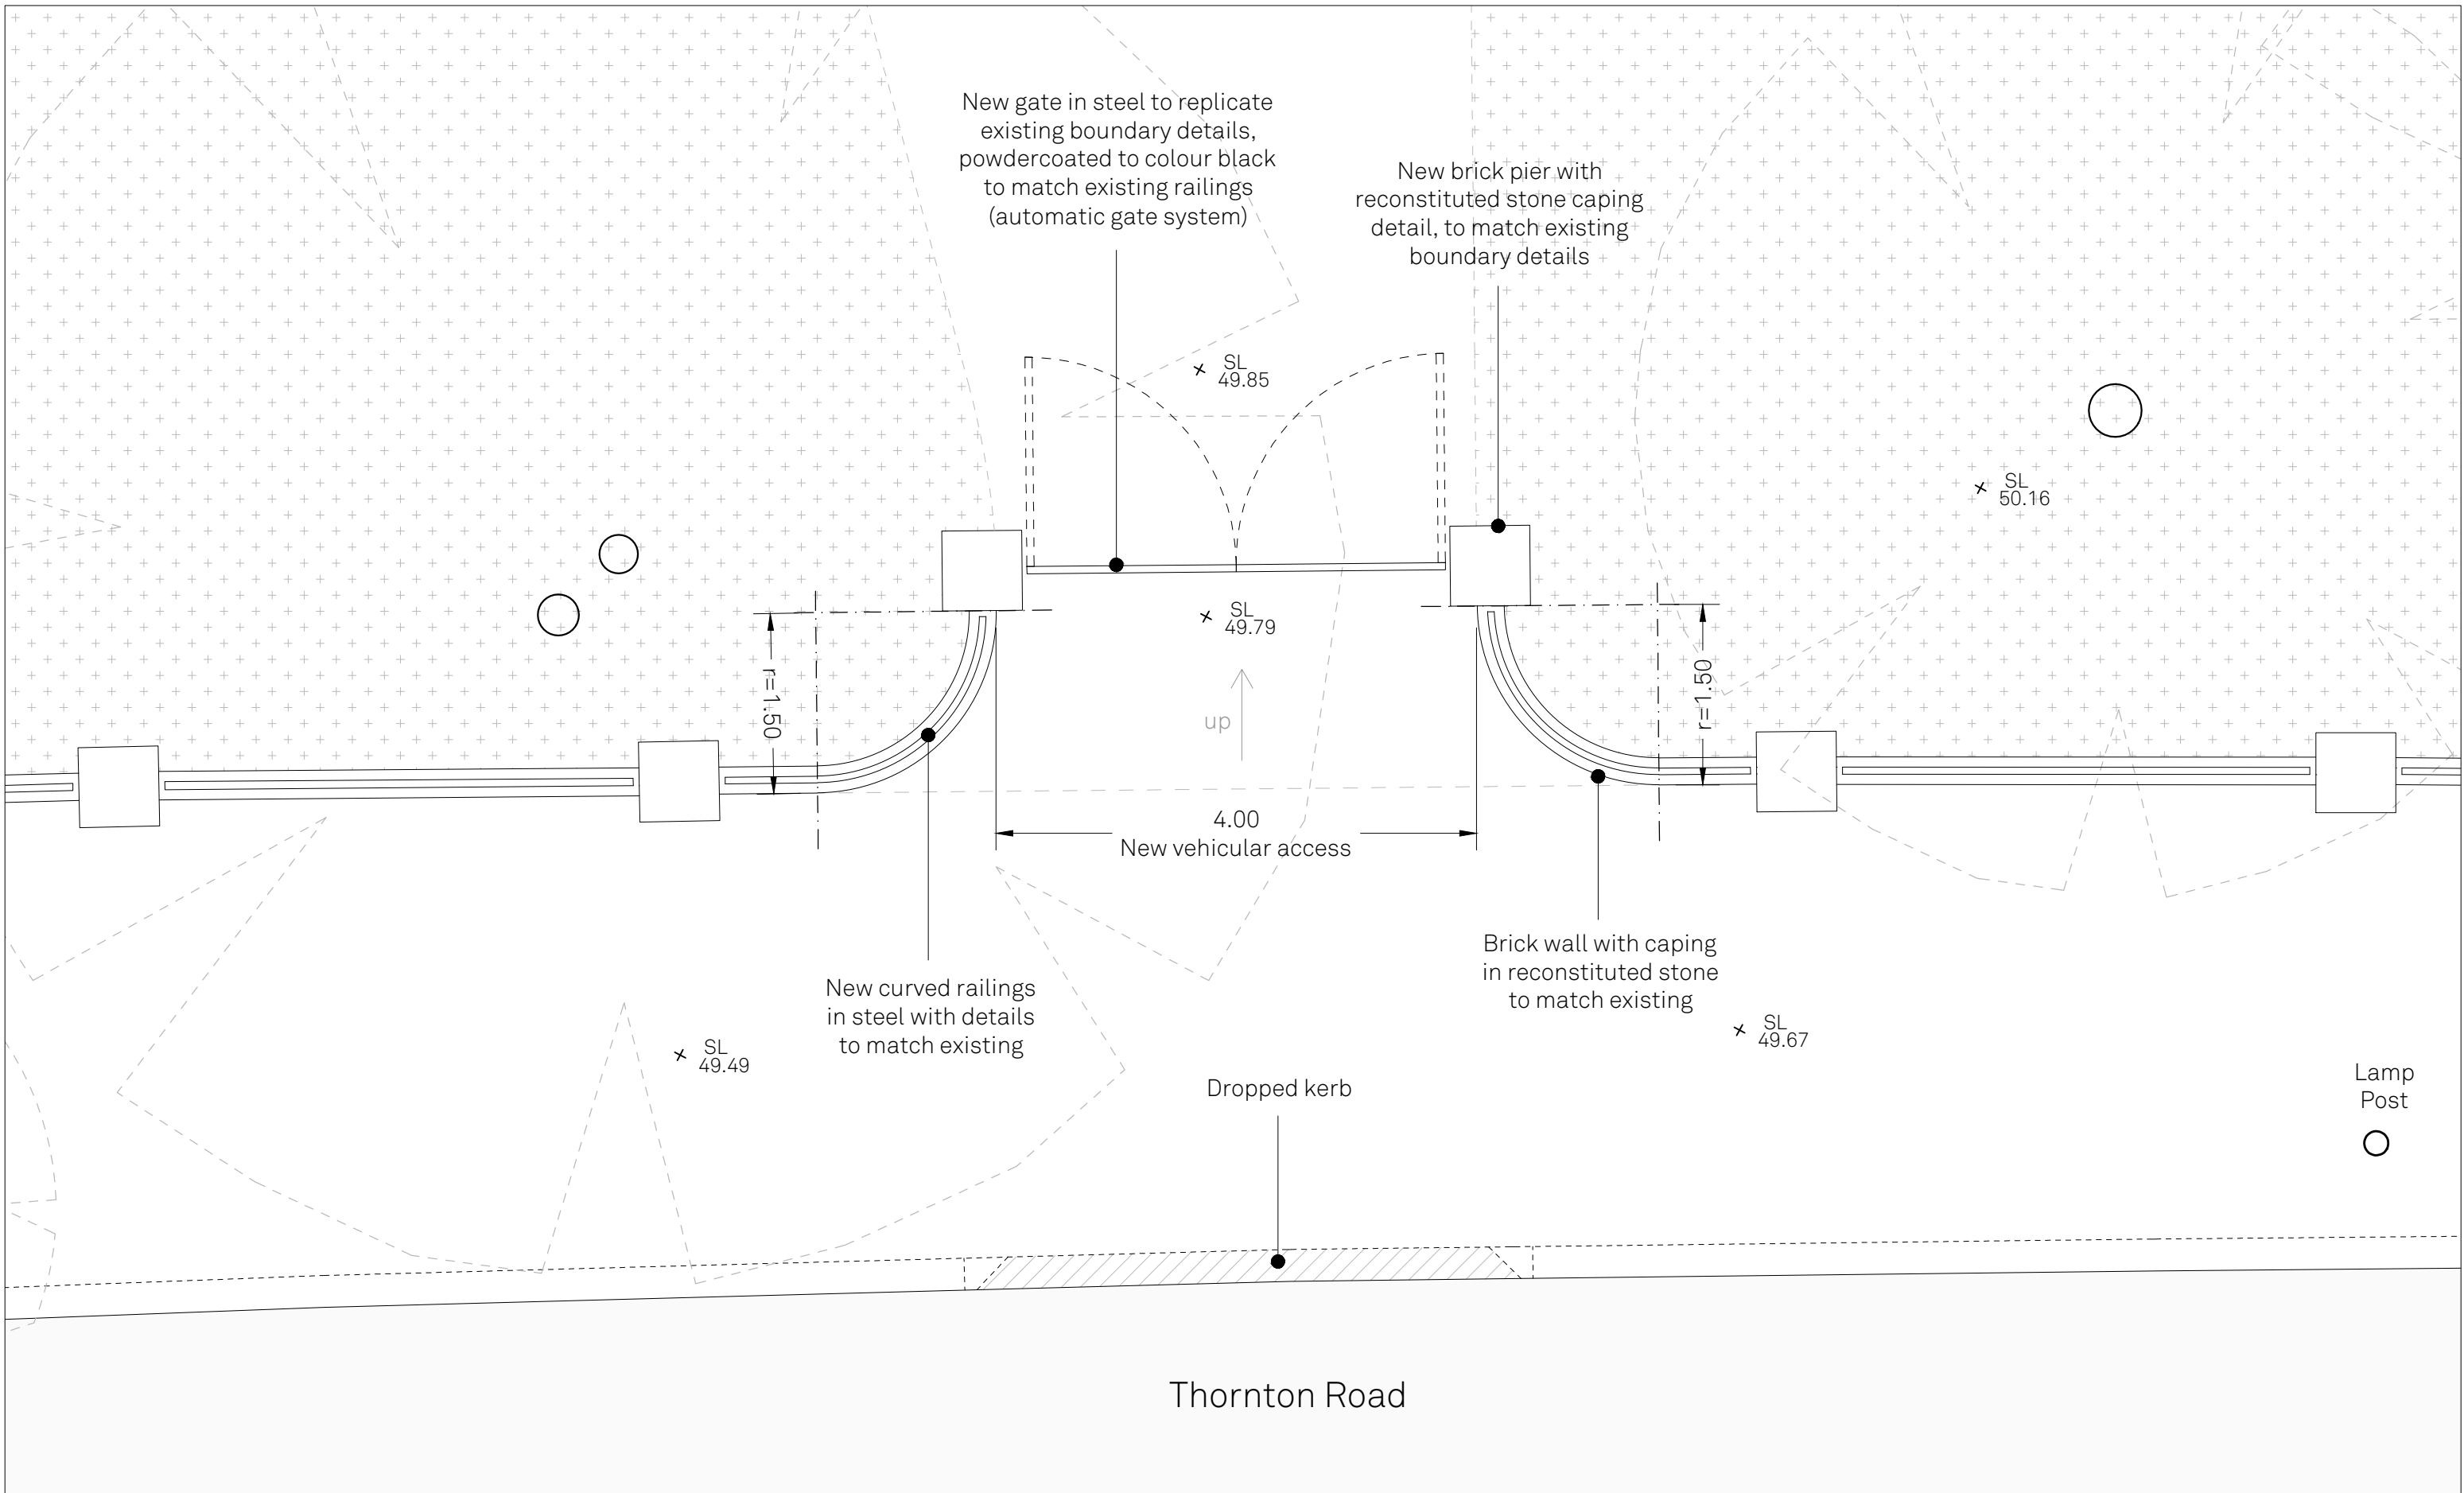 New gate in steel to replicate
existing boundary details,
powdercoated to colour black
to match existing railings
(automatic gate system)
New brick pier with
reconstituted stone caping
detail, to match existing
boundary details
SL
49.85
SL
50.16
SL
49.79
r=1.50
r=1.50
up
4.00
New vehicular access
Brick wall with caping
in reconstituted stone
to match existing
New curved railings
in steel with details
to match existing
SL
49.49
SL
49.67
Lamp
Post
Dropped kerb
Thornton Road